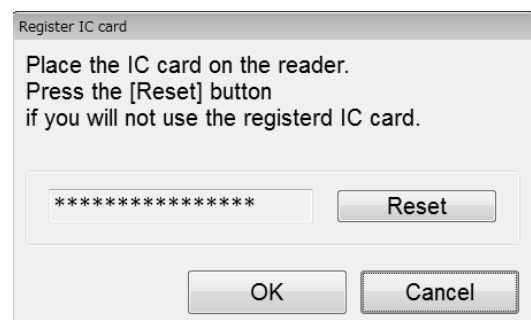 Register IC card
Place the IC card on the reader.
Press the [Reset] button
if you will not use the registerd IC card.
**************** Reset
OK Cancel